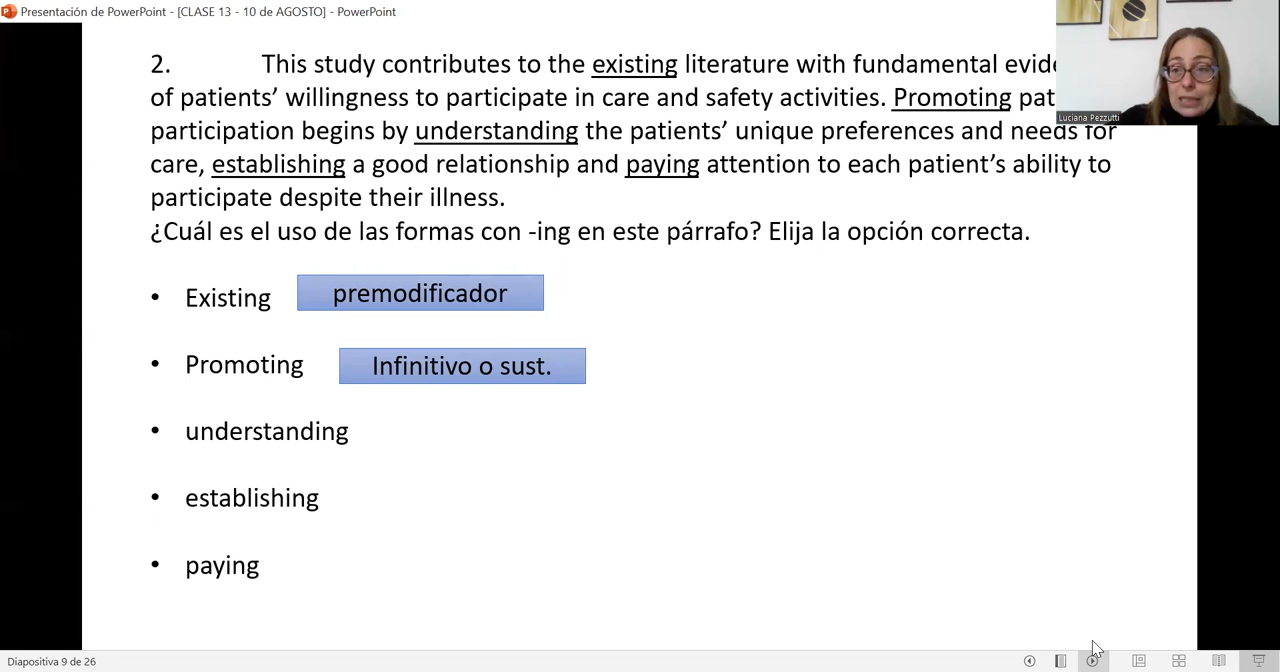 Presentación de PowerPoint - [CLASE 13 - 10 de AGOSTO] - PowerPoint
Luciana Pezzutti
2. This study contributes to the existing literature with fundamental
of patients’ willingness to participate in care and safety activities. Promoting
participation begins by understanding the patients’ unique preferences and needs for
care, establishing a good relationship and paying attention to each patient’s ability to
participate despite their illness.
¿Cuál es el uso de las formas con -ing en este párrafo? Elija la opción correcta.
• Existing premodificador
• Promoting Infinitivo o sust.
• understanding
• establishing
• paying
Diapositiva 9 de 26